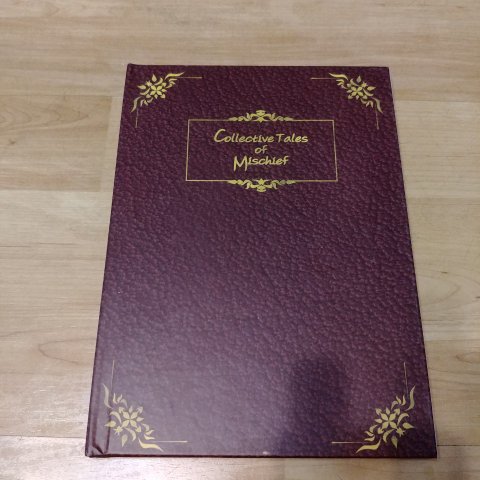 Collective Tales
of
Mischief